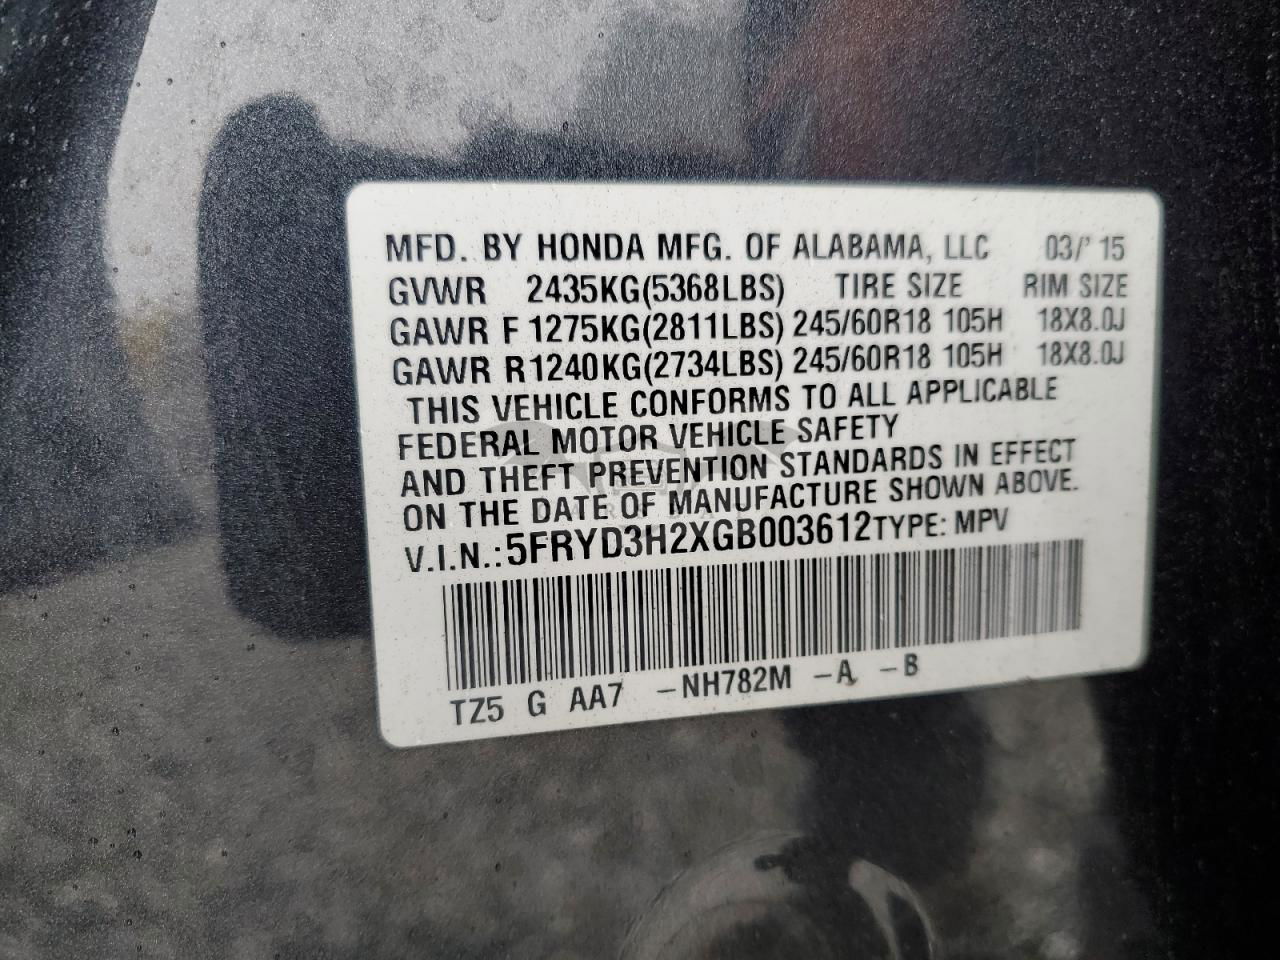 MFD. BY HONDA MFG. OF ALABAMA, LLC 03/' 15
GVWR 2435KG(5368LBS) TIRE SIZE RIM SIZE
GAWR F 1275KG(2811LBS) 245/60R18 105H 18X8.0J
GAWR R 1240KG(2734LBS) 245/60R18 105H 18X8.0J
THIS VEHICLE CONFORMS TO ALL APPLICABLE
FEDERAL MOTOR VEHICLE SAFETY
AND THEFT PREVENTION STANDARDS IN EFFECT
ON THE DATE OF MANUFACTURE SHOWN ABOVE.
V.I.N.: 5FRYD3H2XGB003612 TYPE: MPV
TZ5 G AA7 -NH782M -A -B